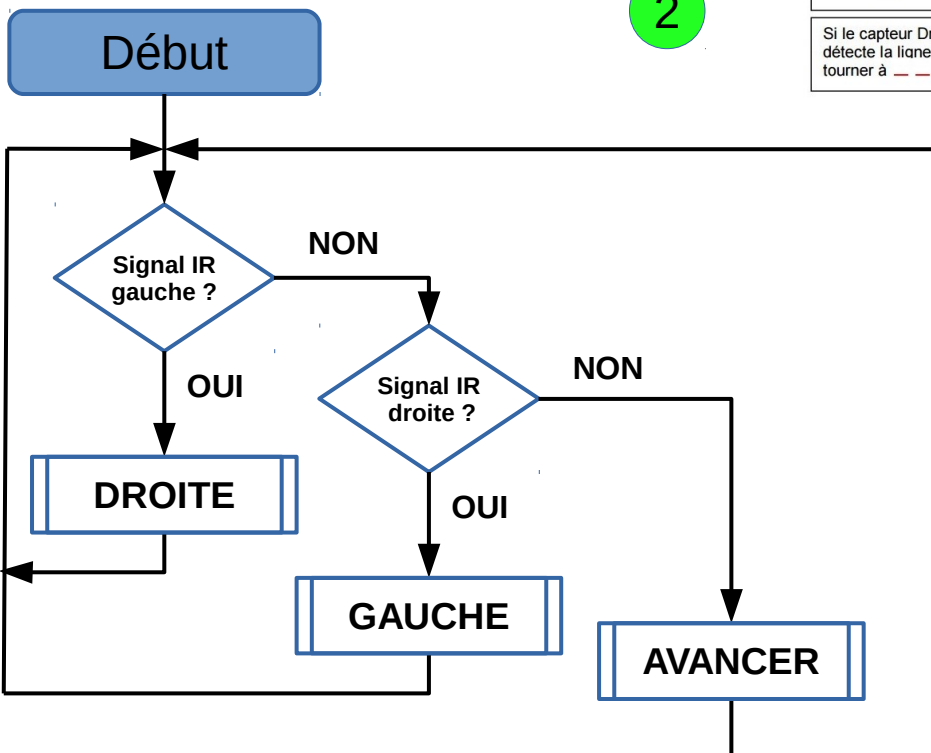 Début
2
Si le capteur
détecte la ligne
tourner à _ _
NON
Signal IR
gauche ?
OUI
NON
Signal IR
droite ?
DROITE
OUI
GAUCHE
AVANCER